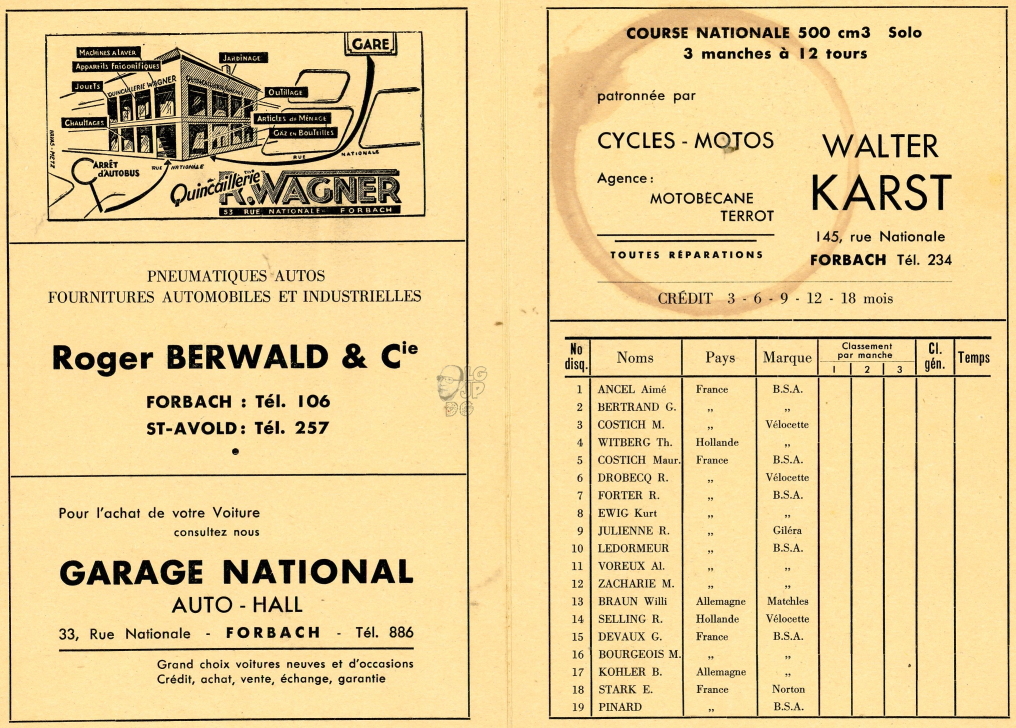 GARE
MACHINES A LAVER
APPAREILS FRIGORIFIQUES
JOUETS
CHAUFFAGES
JARDINAGE
OUTILLAGE
ARTICLES DE MÉNAGE
GAZ EN BOUTEILLES
QUINCAILLERIE WAGNER
RUE NATIONALE
RUE NATIONALE
ARRÊT
d'AUTOBUS
Quincaillerie
R. WAGNER
53 RUE NATIONALE - FORBACH
PNEUMATIQUES AUTOS
FOURNITURES AUTOMOBILES ET INDUSTRIELLES
Roger BERWALD & Cie
FORBACH : Tél. 106
ST-AVOLD : Tél. 257
Pour l'achat de votre Voiture
consultez nous
GARAGE NATIONAL
AUTO - HALL
33, Rue Nationale - FORBACH - Tél. 886
Grand choix voitures neuves et d'occasions
Crédit, achat, vente, échange, garantie
COURSE NATIONALE 500 cm3 Solo
3 manches à 12 tours
patronnée par
CYCLES - MOTOS
Agence :
MOTOBÈCANE
TERROT
TOUTES RÉPARATIONS
WALTER
KARST
145, rue Nationale
FORBACH Tél. 234
CRÉDIT 3 - 6 - 9 - 12 - 18 mois
No disq. Noms Pays Marque Classement par manche 1 2 3 Cl. gén. Temps
1 ANCEL Aimé France B.S.A.
2 BERTRAND G. ,, ,,
3 COSTICH M. ,, Vélocette
4 WITBERG Th. Hollande ,,
5 COSTICH Maur. France B.S.A.
6 DROBECQ R. ,, Vélocette
7 FORTER R. ,, B.S.A.
8 EWIG Kurt ,, ,,
9 JULIENNE R. ,, Giléra
10 LEDORMEUR ,, B.S.A.
11 VOREUX Al. ,, ,,
12 ZACHARIE M. ,, ,,
13 BRAUN Willi Allemagne Matchles
14 SELLING R. Hollande Vélocette
15 DEVAUX G. France B.S.A.
16 BOURGEOIS M. ,, ,,
17 KOHLER B. Allemagne ,,
18 STARK E. France Norton
19 PINARD ,, B.S.A.